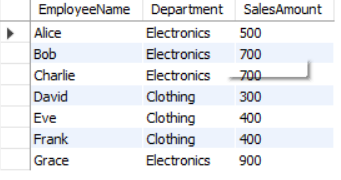 EmployeeName Department SalesAmount
Alice Electronics 500
Bob Electronics 700
Charlie Electronics 700
David Clothing 300
Eve Clothing 400
Frank Clothing 400
Grace Electronics 900